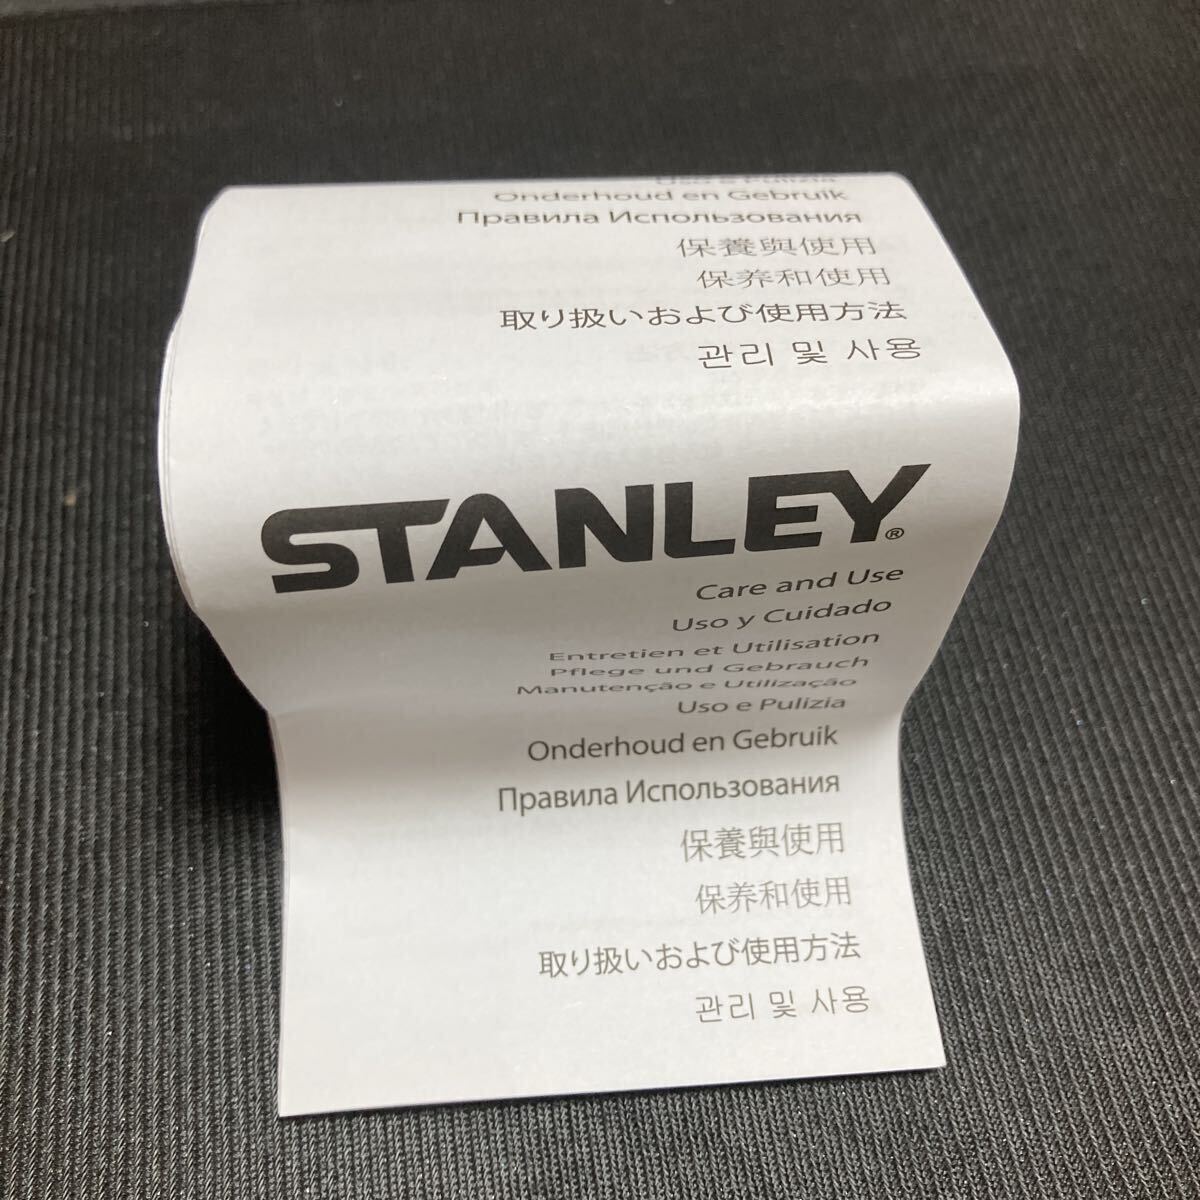 Uso e Pulizia
Onderhoud en Gebruik
Правила Использования
保養與使用
保养和使用
取り扱いおよび使用方法
관리 및 사용
STANLEY®
Care and Use
Uso y Cuidado
Entretien et Utilisation
Pflege und Gebrauch
Manutenção e Utilização
Uso e Pulizia
Onderhoud en Gebruik
Правила Использования
保養與使用
保养和使用
取り扱いおよび使用方法
관리 및 사용